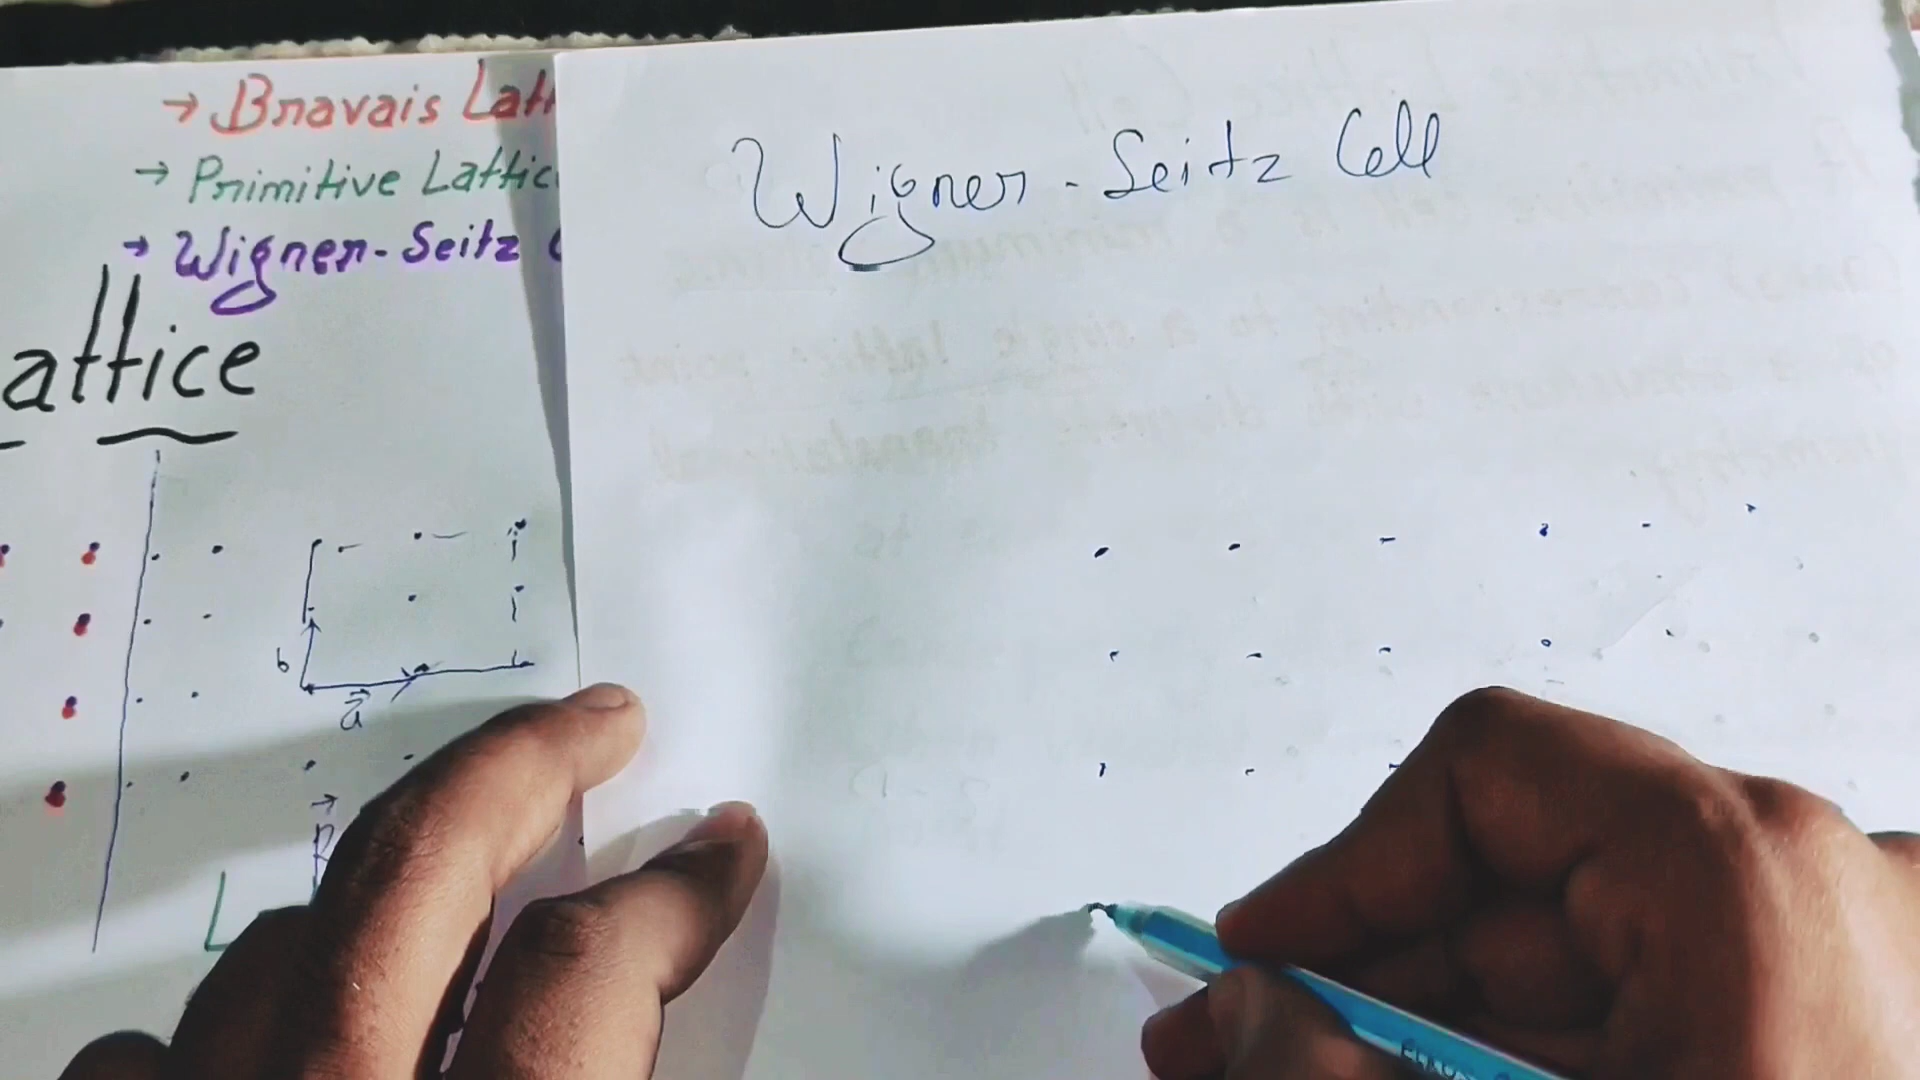 → Bravais Latt
→ Primitive Lattic
→ Wigner-Seitz C
attice
b
a
R
L
Wigner-Seitz Cell